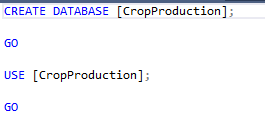 CREATE DATABASE [CropProduction];
GO
USE [CropProduction];
GO